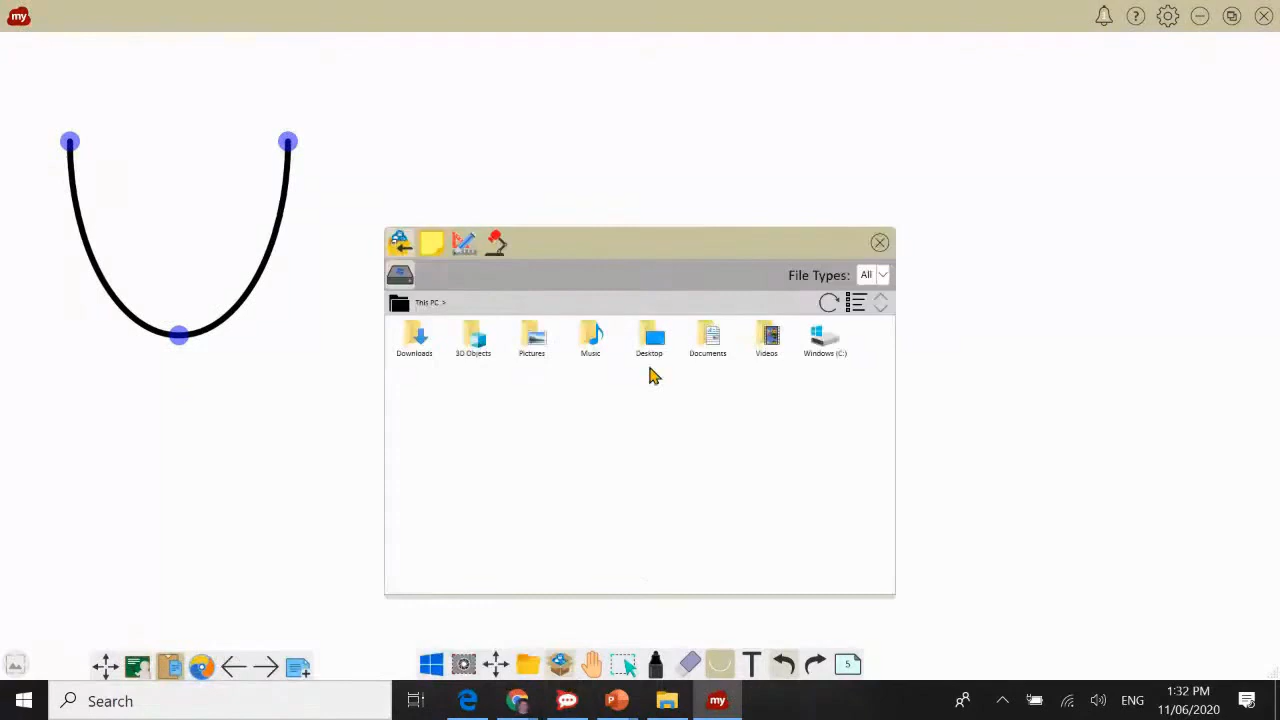 my
?
File Types: All
This PC >
Downloads 3D Objects Pictures Music Desktop Documents Videos Windows (C:)
T 5
Search
P
my
ENG
1:32 PM
11/06/2020